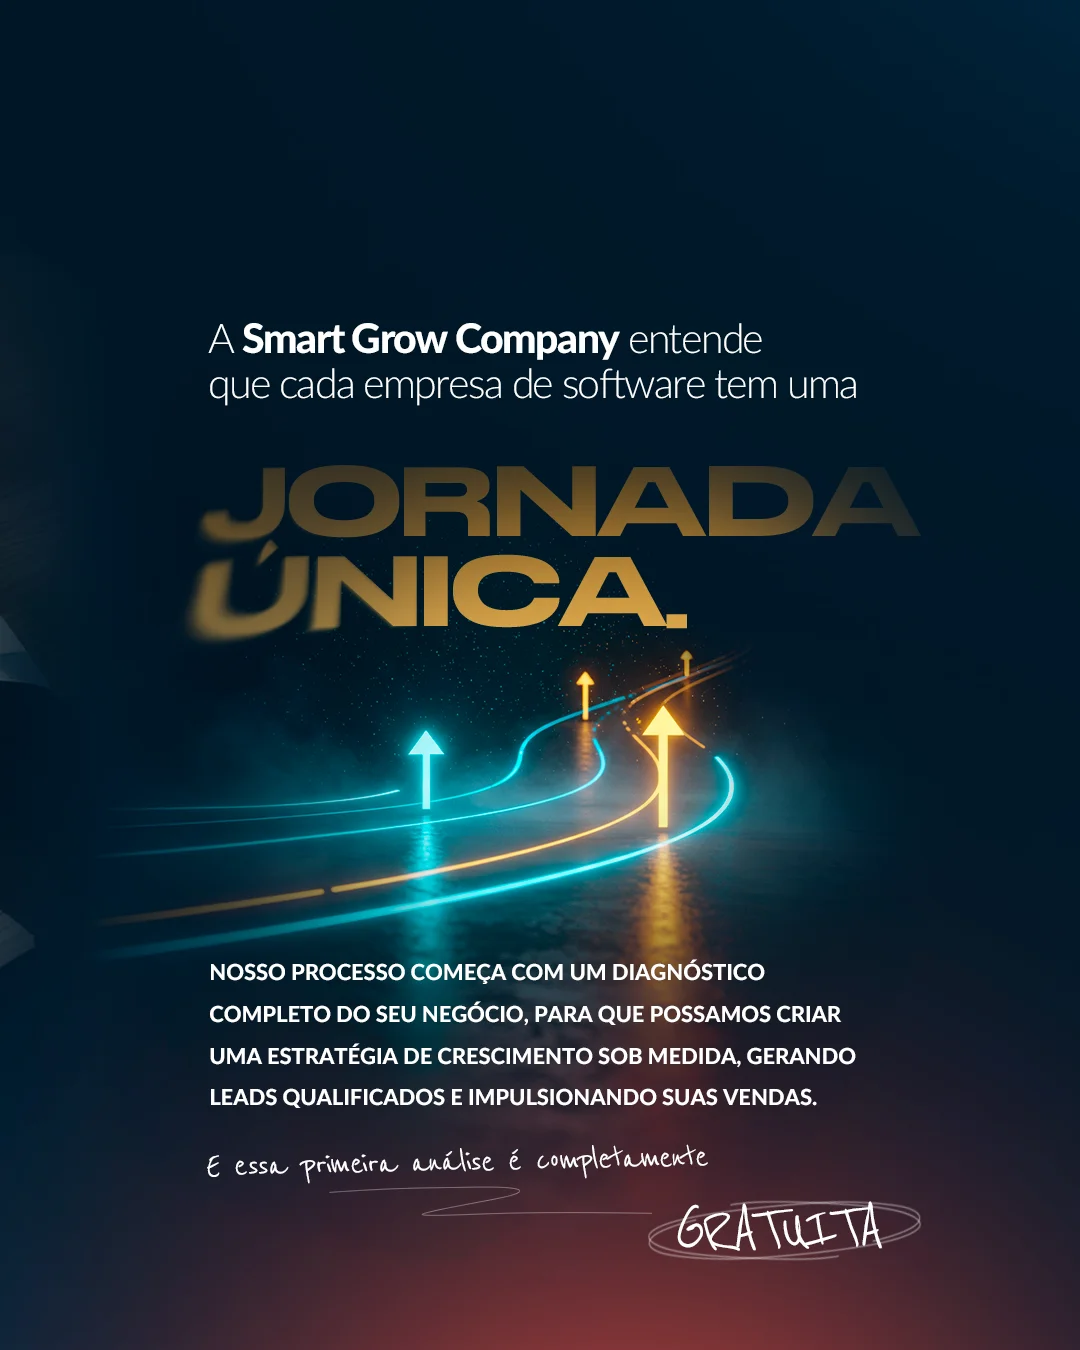 A Smart Grow Company entende
que cada empresa de software tem uma
JORNADA
ÚNICA.
NOSSO PROCESSO COMEÇA COM UM DIAGNÓSTICO
COMPLETO DO SEU NEGÓCIO, PARA QUE POSSAMOS CRIAR
UMA ESTRATÉGIA DE CRESCIMENTO SOB MEDIDA, GERANDO
LEADS QUALIFICADOS E IMPULSIONANDO SUAS VENDAS.
E essa primeira análise é completamente
GRATUITA